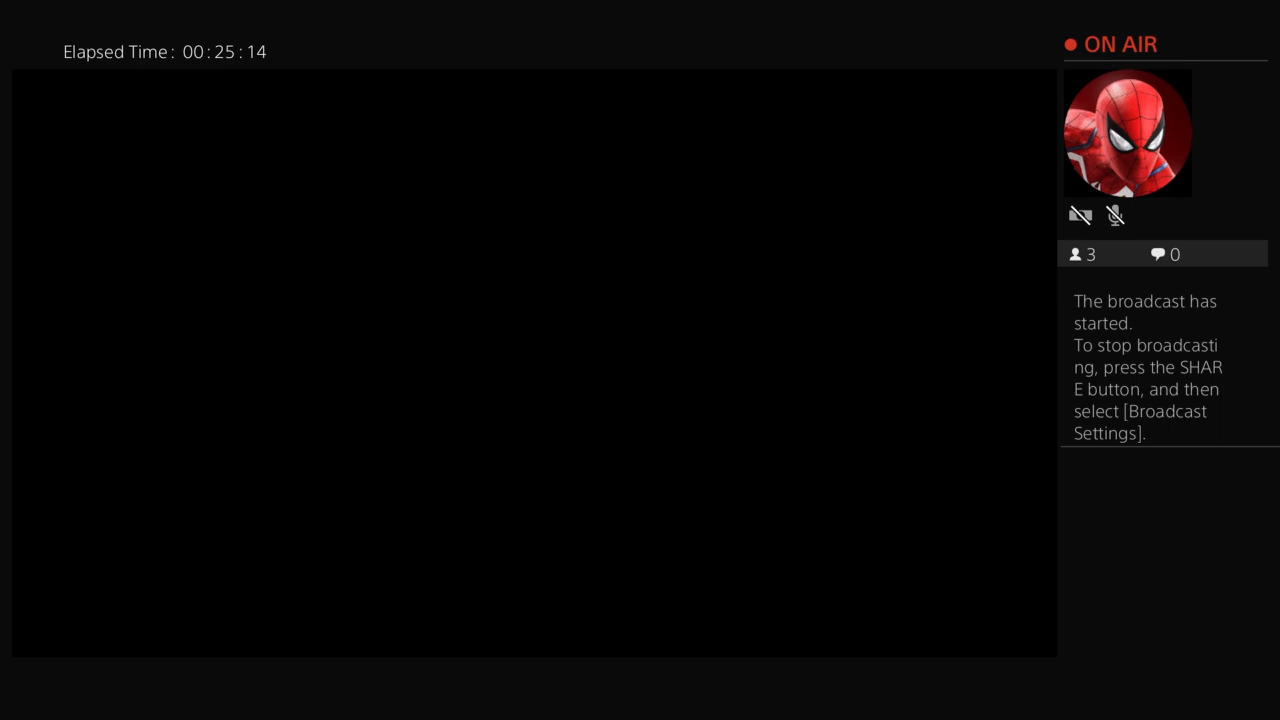 Elapsed Time: 00:25:14
ON AIR
3 0
The broadcast has
started.
To stop broadcasti
ng, press the SHAR
E button, and then
select [Broadcast
Settings].